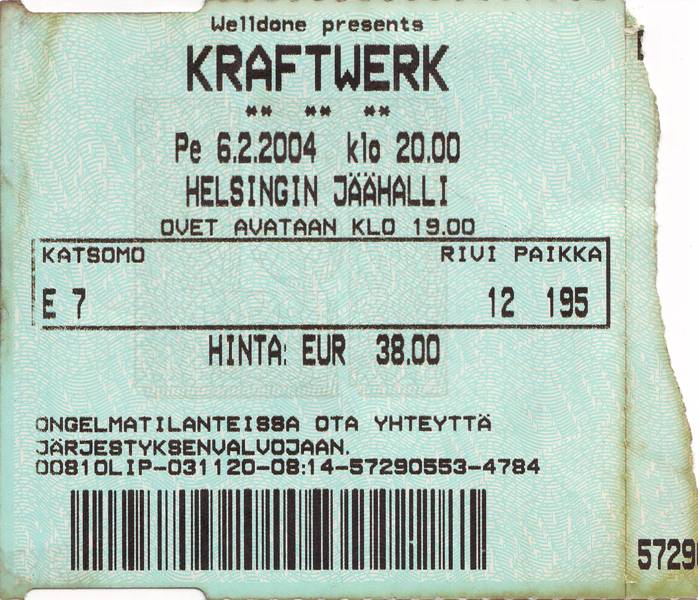 Welldone presents
KRAFTWERK
** ** **
Pe 6.2.2004 klo 20.00
HELSINGIN JÄÄHALLI
OVET AVATAAN KLO 19.00
KATSOMO RIVI PAIKKA
E 7 12 195
HINTA: EUR 38.00
ONGELMATILANTEISSA OTA YHTEYTTÄ
JÄRJESTYKSENVALVOJAAN.
00810LIP-031120-08:14-57290553-4784
5729